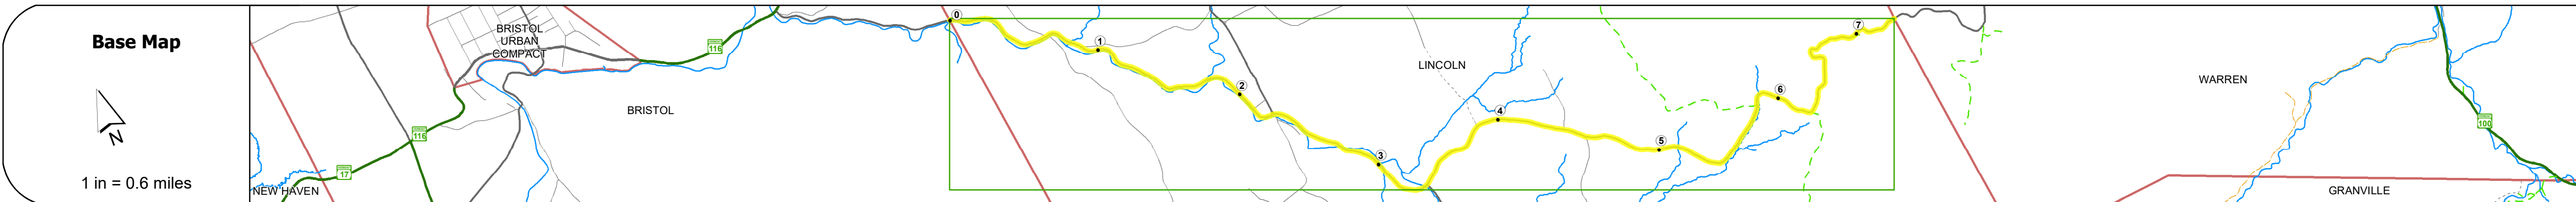 Base Map
N
1 in = 0.6 miles
NEW HAVEN
17
116
BRISTOL
URBAN
COMPACT
BRISTOL
116
0
1
2
3
LINCOLN
4
5
6
7
WARREN
100
GRANVILLE